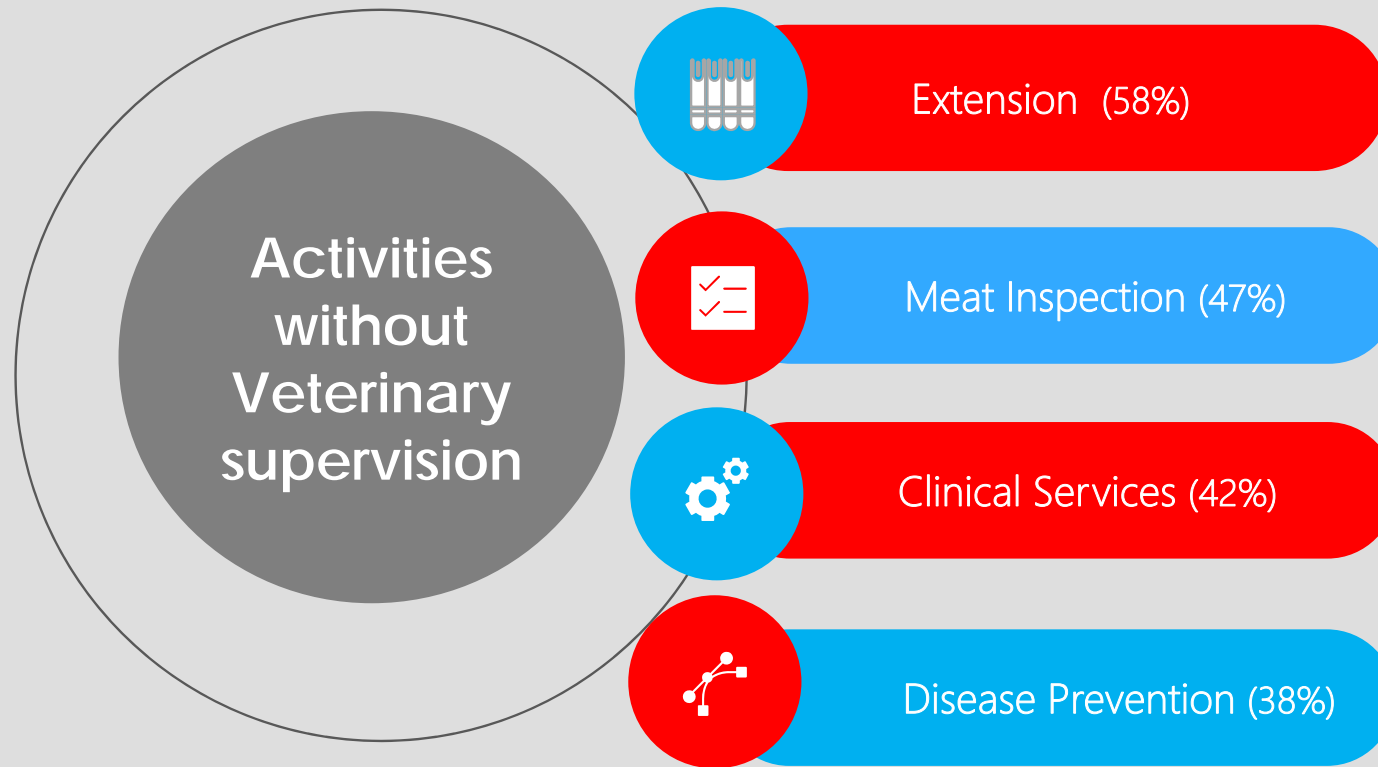 Activities
without
Veterinary
supervision
Extension (58%)
Meat Inspection (47%)
Clinical Services (42%)
Disease Prevention (38%)